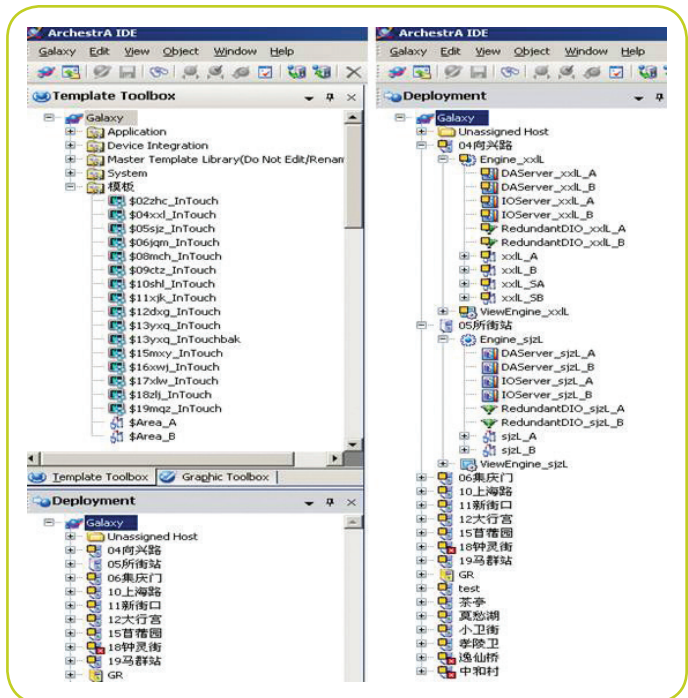 ArchestrA IDE
Galaxy Edit View Object Window Help
Template Toolbox
Galaxy
Application
Device Integration
Master Template Library(Do Not Edit/Renam
System
模板
$02zhc_InTouch
$04xxl_InTouch
$05sjz_InTouch
$06jqm_InTouch
$08mch_InTouch
$09ctz_InTouch
$10shl_InTouch
$11xjk_InTouch
$12dxg_InTouch
$13yxq_InTouch
$13yxq_InTouchbak
$15mxy_InTouch
$16xwj_InTouch
$17xlw_InTouch
$18zlj_InTouch
$19mqz_InTouch
$Area_A
$Area_B
Template Toolbox Graphic Toolbox
Deployment
Galaxy
Unassigned Host
04向兴路
05所街站
06集庆门
10上海路
11新街口
12大行宫
15苜蓿园
18钟灵街
19马群站
GR
ArchestrA IDE
Galaxy Edit View Object Window Help
Deployment
Galaxy
Unassigned Host
04向兴路
Engine_xxlL
DAServer_xxlL_A
DAServer_xxlL_B
IOServer_xxlL_A
IOServer_xxlL_B
RedundantDIO_xxlL_A
RedundantDIO_xxlL_B
xxlL_A
xxlL_B
xxlL_SA
xxlL_SB
ViewEngine_xxlL
05所街站
Engine_sjzL
DAServer_sjzL_A
DAServer_sjzL_B
IOServer_sjzL_A
IOServer_sjzL_B
RedundantDIO_sjzL_A
RedundantDIO_sjzL_B
sjzL_A
sjzL_B
ViewEngine_sjzL
06集庆门
10上海路
11新街口
12大行宫
15苜蓿园
18钟灵街
19马群站
GR
test
茶亭
莫愁湖
小卫街
孝陵卫
逸仙桥
中和村